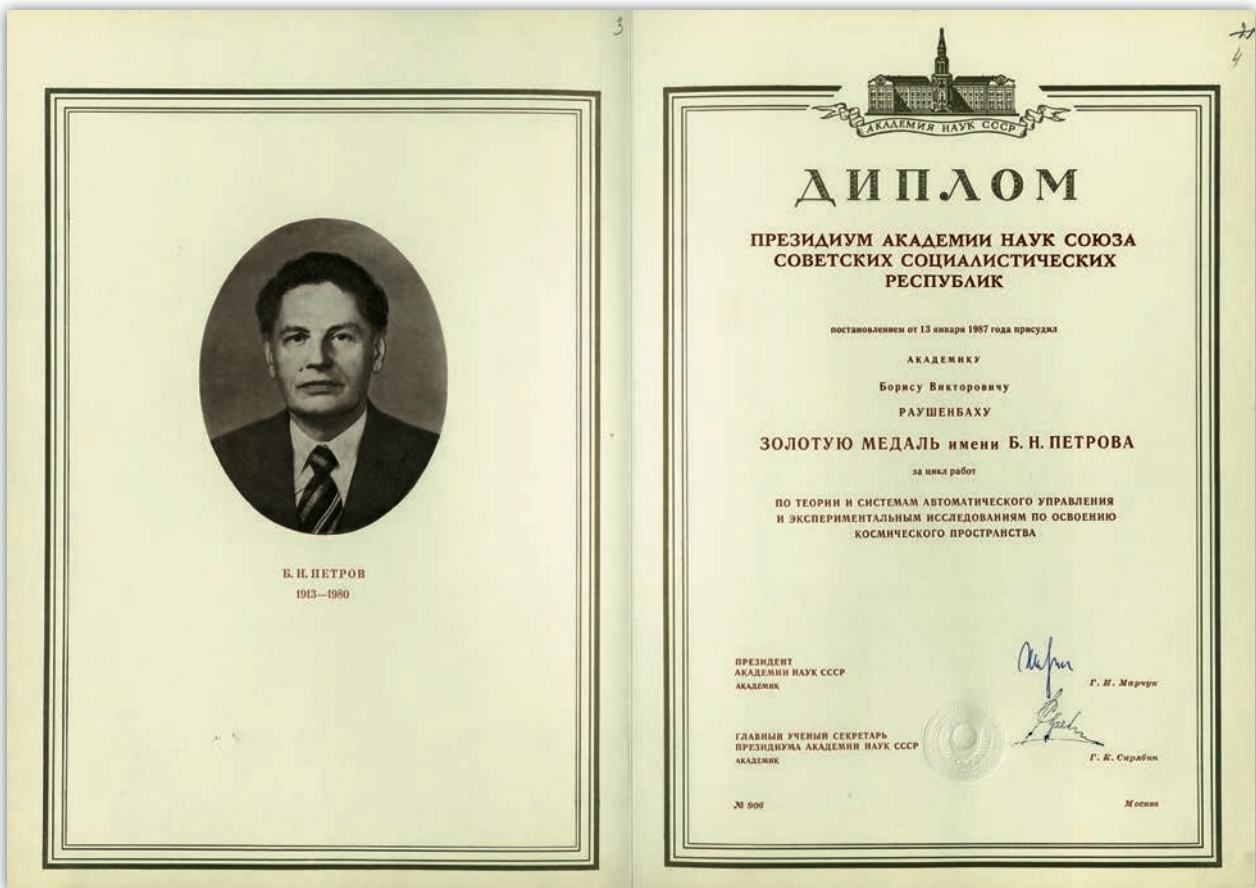 3
Б. Н. ПЕТРОВ
1913—1980
4
АКАДЕМИЯ НАУК СССР
ДИПЛОМ
ПРЕЗИДИУМ АКАДЕМИИ НАУК СОЮЗА
СОВЕТСКИХ СОЦИАЛИСТИЧЕСКИХ
РЕСПУБЛИК
постановлением от 13 января 1987 года присудил
АКАДЕМИКУ
Борису Викторовичу
РАУШЕНБАХУ
ЗОЛОТУЮ МЕДАЛЬ имени Б. Н. ПЕТРОВА
за цикл работ
ПО ТЕОРИИ И СИСТЕМАМ АВТОМАТИЧЕСКОГО УПРАВЛЕНИЯ
И ЭКСПЕРИМЕНТАЛЬНЫМ ИССЛЕДОВАНИЯМ ПО ОСВОЕНИЮ
КОСМИЧЕСКОГО ПРОСТРАНСТВА
ПРЕЗИДЕНТ
АКАДЕМИИ НАУК СССР
АКАДЕМИК
Г. И. Марчук
ГЛАВНЫЙ УЧЕНЫЙ СЕКРЕТАРЬ
ПРЕЗИДИУМА АКАДЕМИИ НАУК СССР
АКАДЕМИК
Г. К. Скрябин
№ 906
Москва